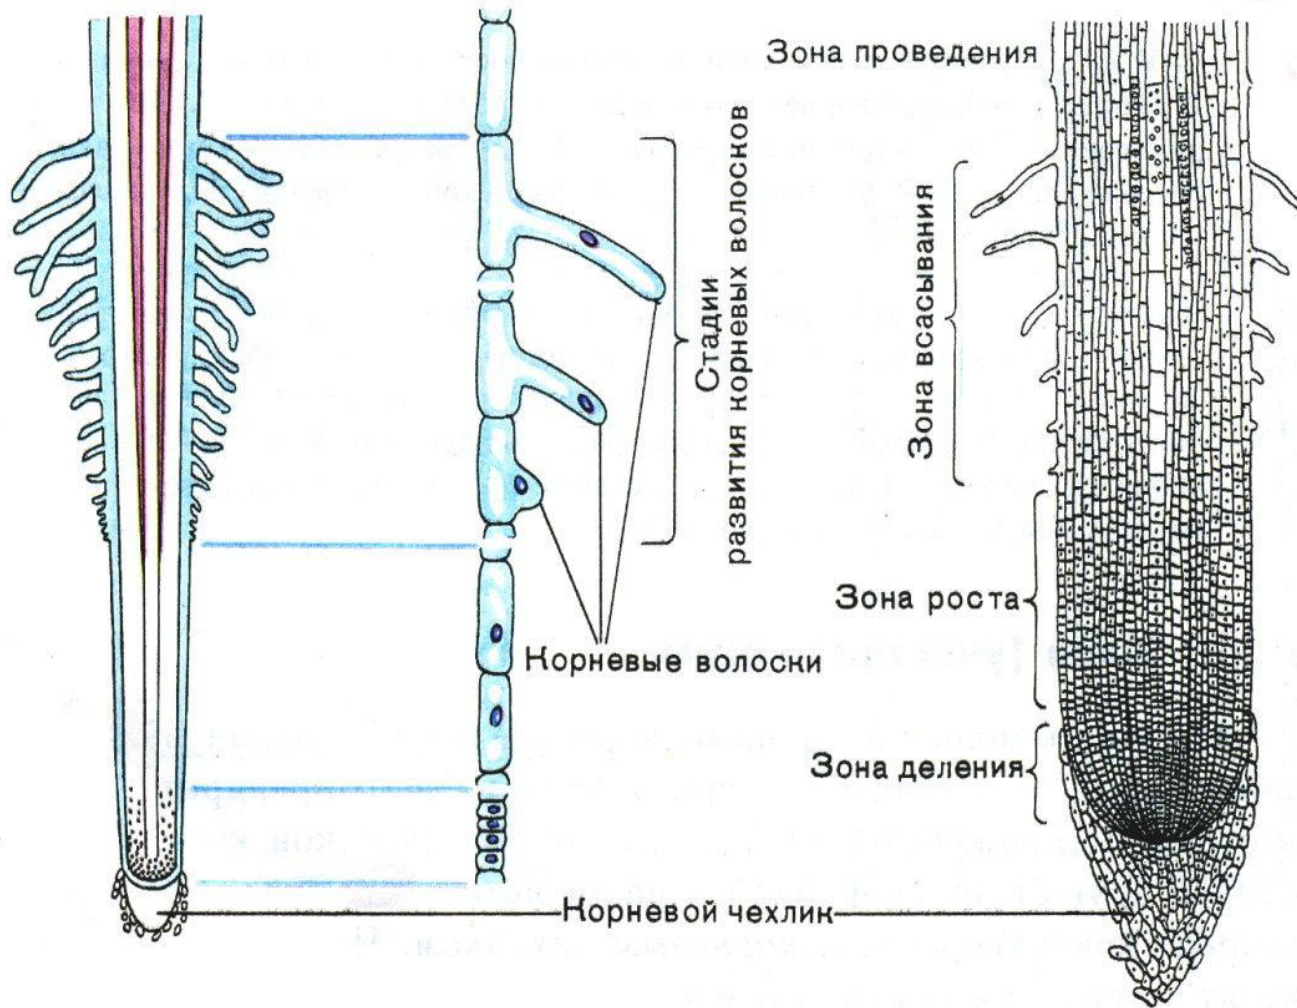 Зона проведения
Стадии
развития корневых волосков
Зона всасывания
Зона роста
Корневые волоски
Зона деления
Корневой чехлик